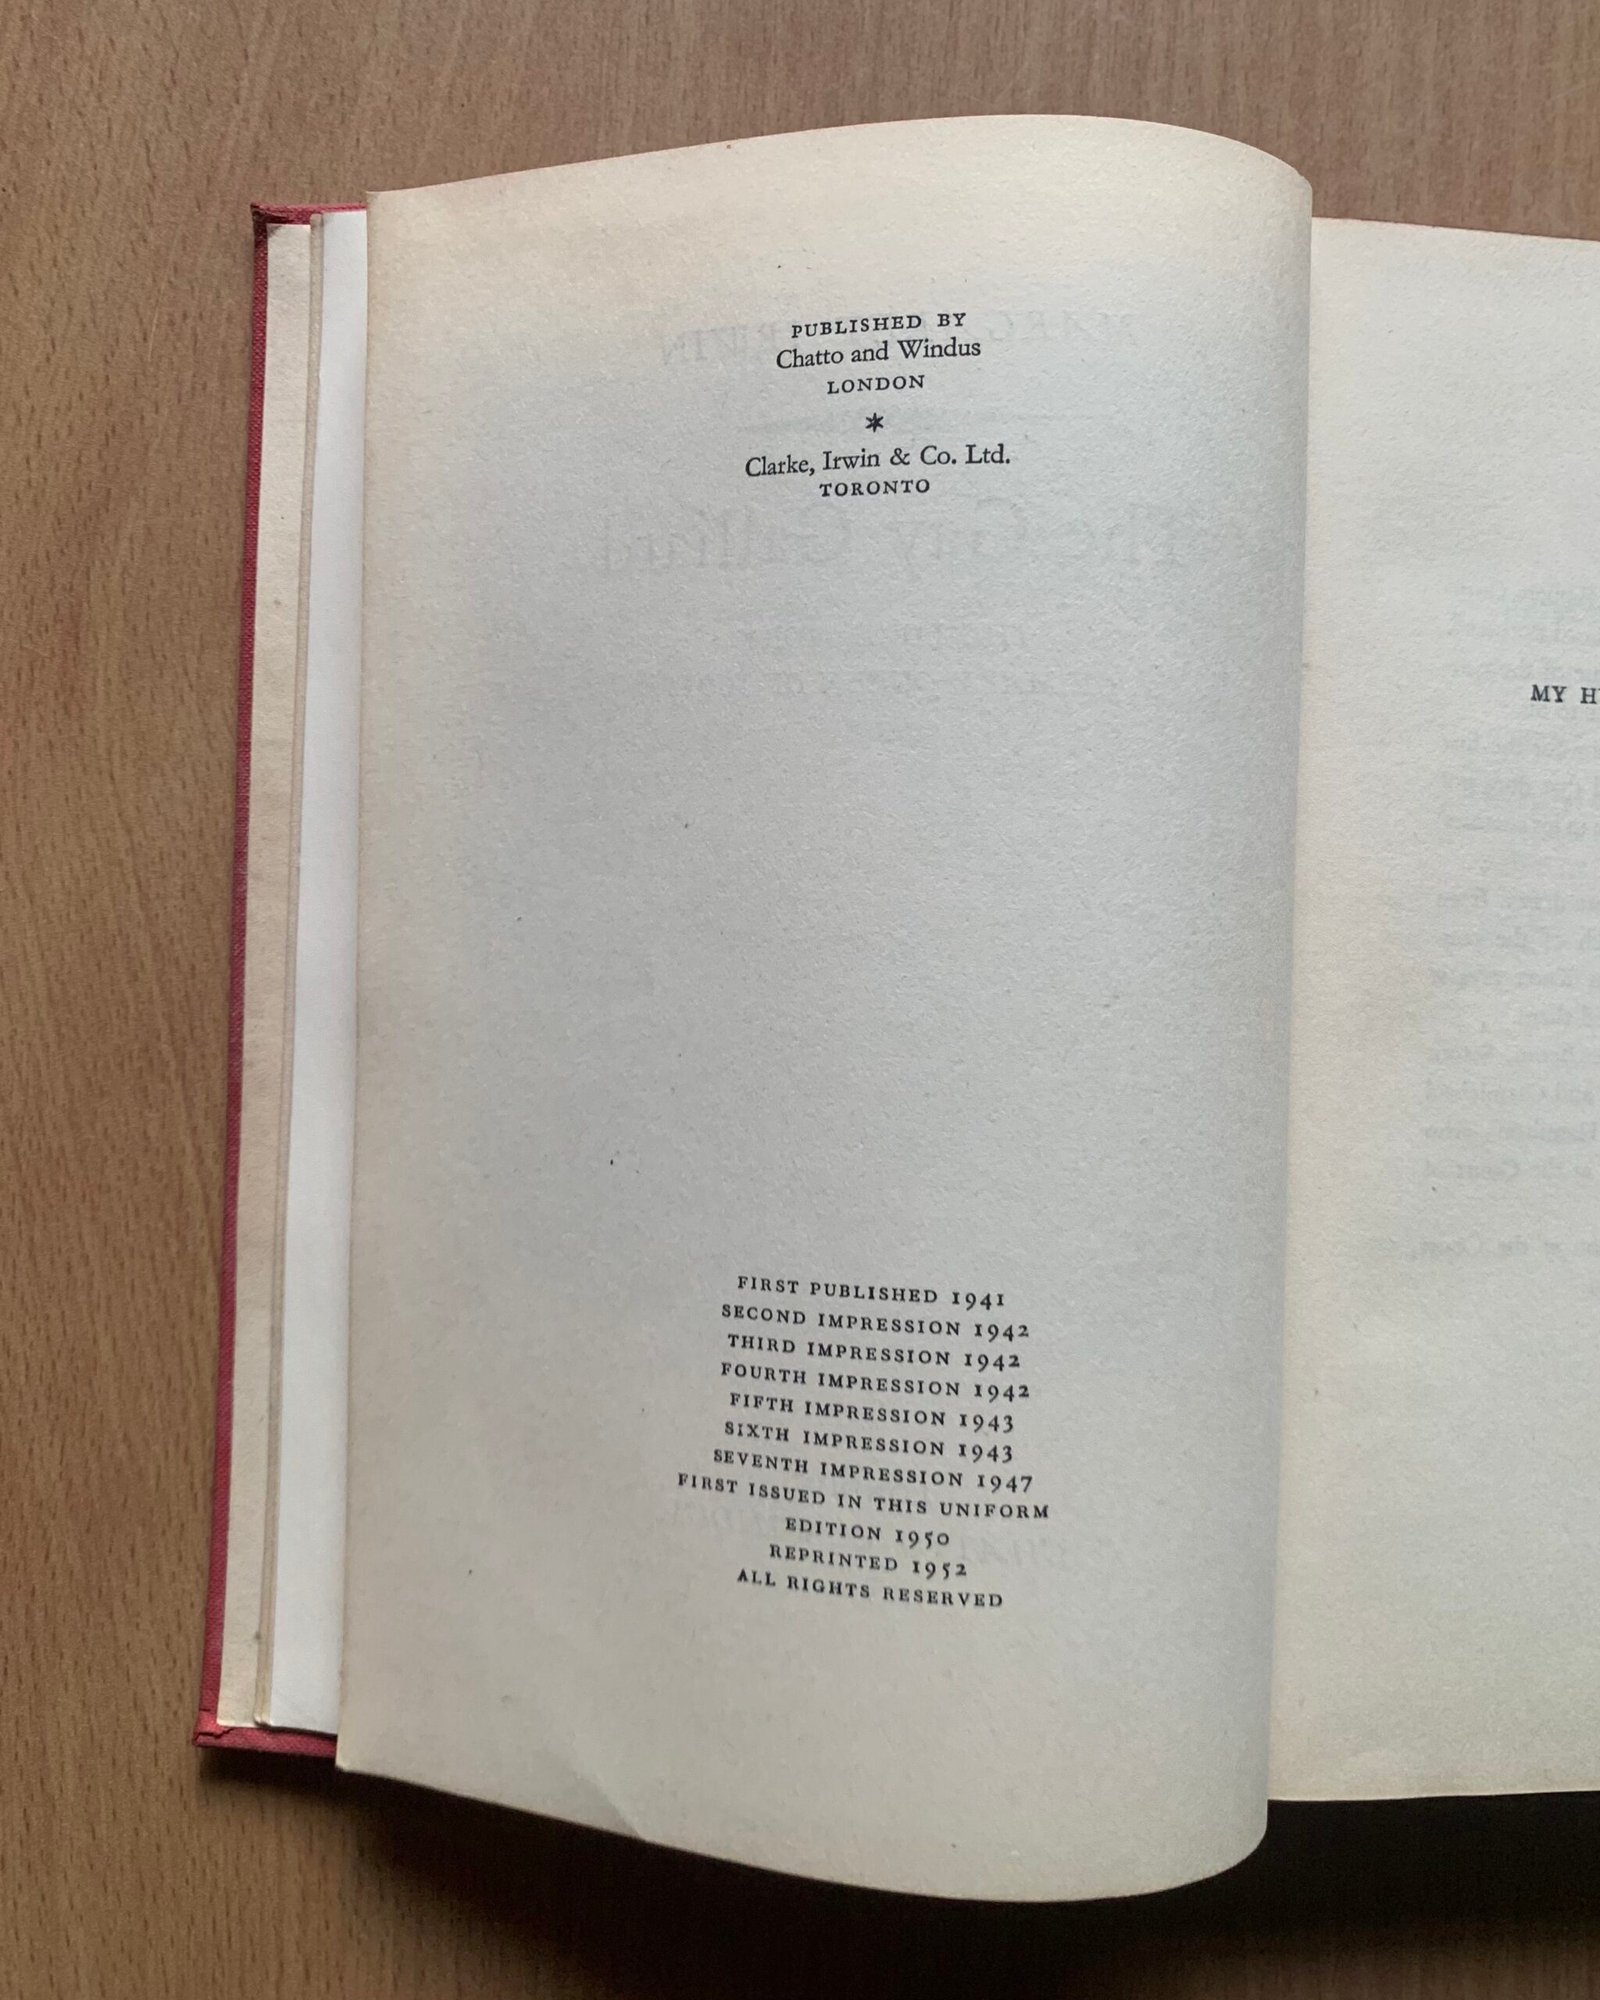 PUBLISHED BY
Chatto and Windus
LONDON
*
Clarke, Irwin & Co. Ltd.
TORONTO
FIRST PUBLISHED 1941
SECOND IMPRESSION 1942
THIRD IMPRESSION 1942
FOURTH IMPRESSION 1942
FIFTH IMPRESSION 1943
SIXTH IMPRESSION 1943
SEVENTH IMPRESSION 1947
FIRST ISSUED IN THIS UNIFORM
EDITION 1950
REPRINTED 1952
ALL RIGHTS RESERVED
MY